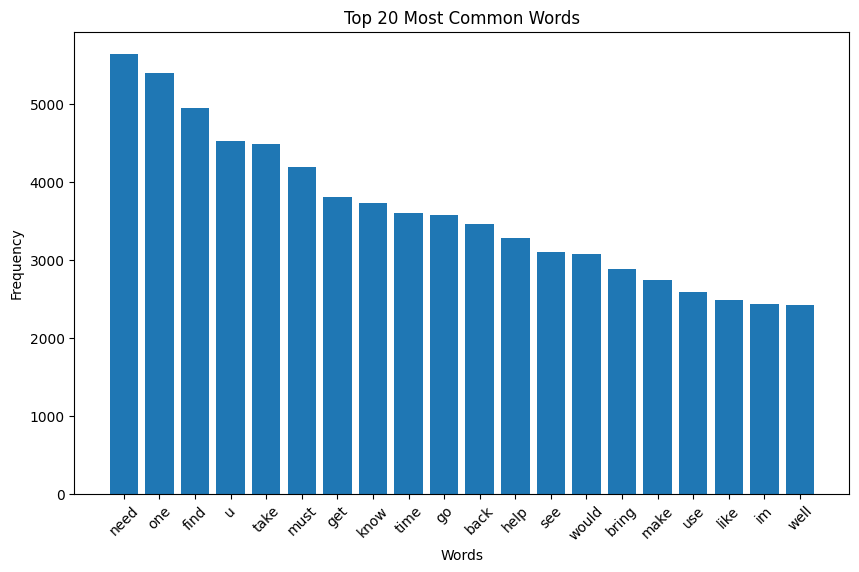 Top 20 Most Common Words
Frequency
5000
4000
3000
2000
1000
0
need
one
find
u
take
must
get
know
time
go
back
help
see
would
bring
make
use
like
im
well
Words